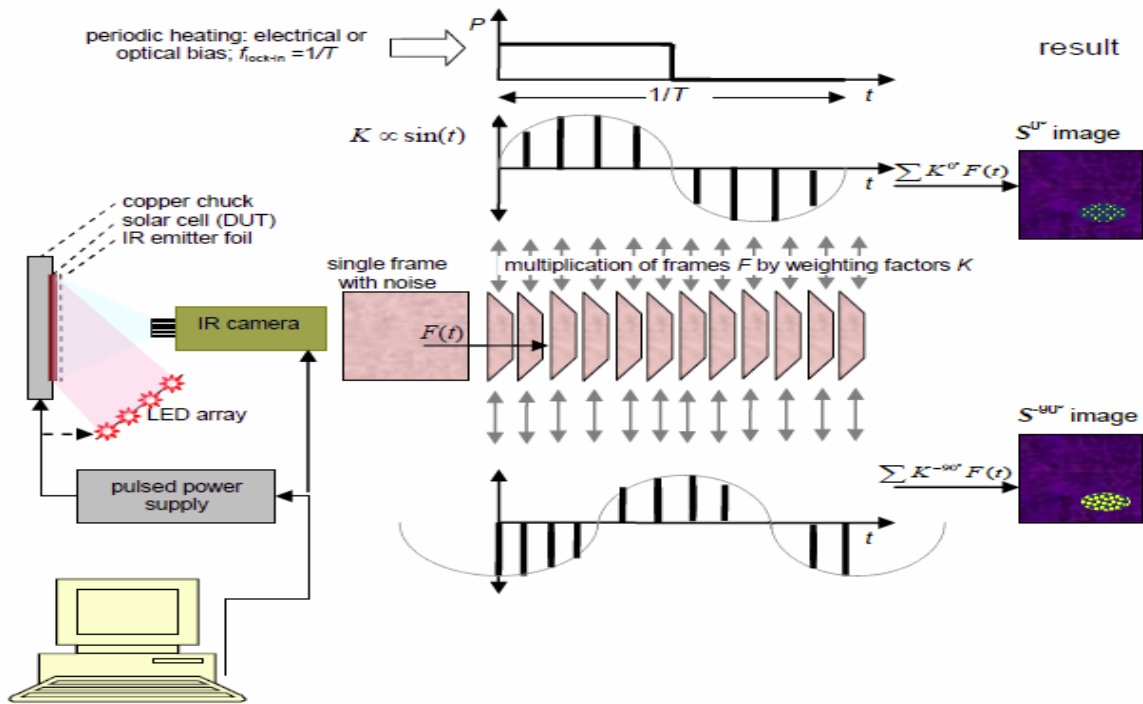 periodic heating: electrical or
optical bias; f_lock-in =1/T
P
1/T
t
result
K ∝ sin(t)
t
∑ K^0° F(t)
S^0° image
copper chuck
solar cell (DUT)
IR emitter foil
single frame
with noise
multiplication of frames F by weighting factors K
IR camera
F(t)
LED array
pulsed power
supply
∑ K^-90° F(t)
S^-90° image
t